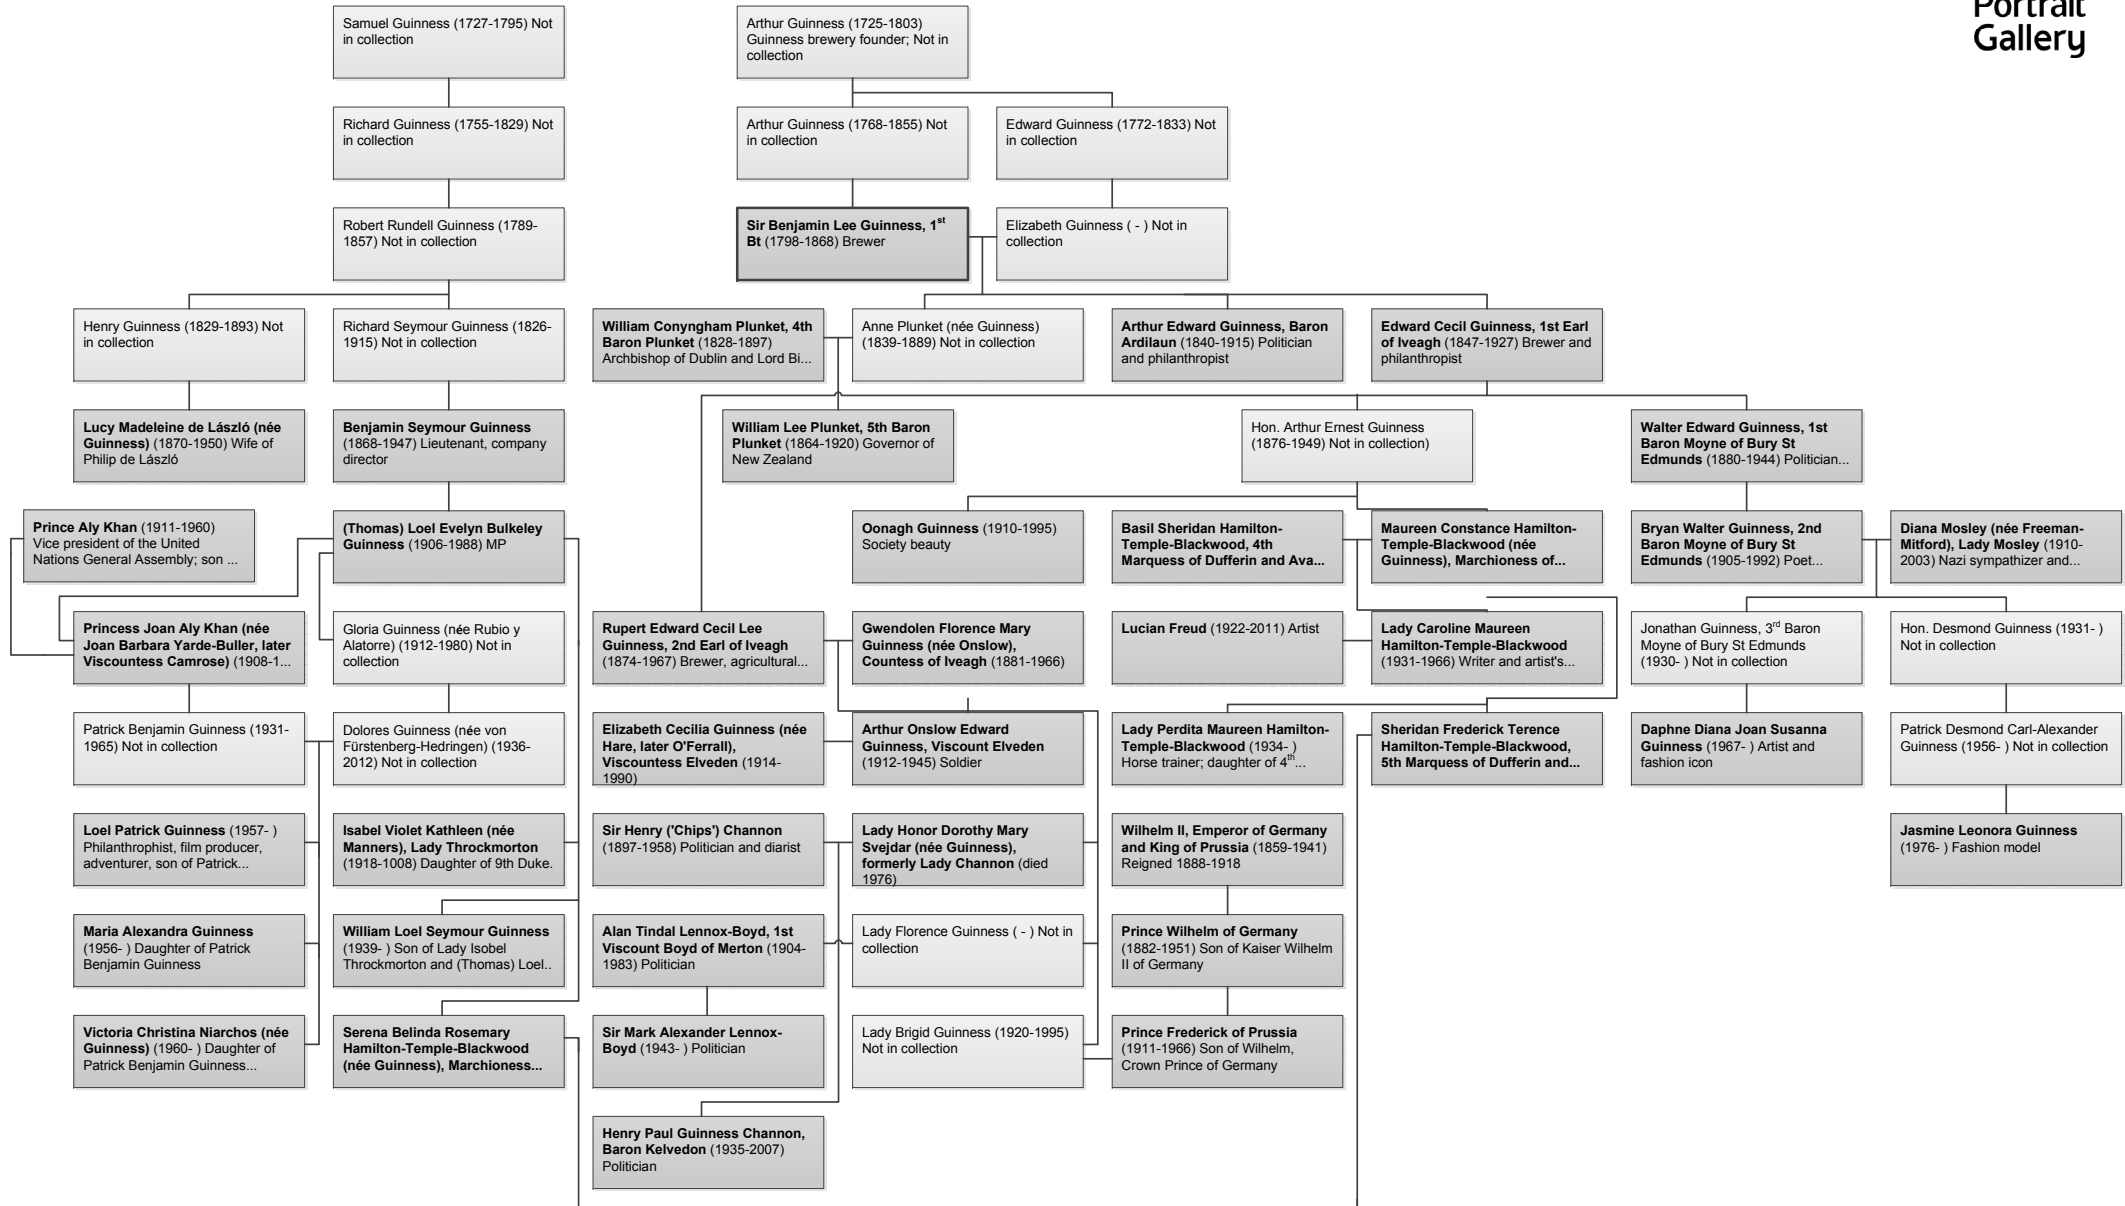 Portrait
Gallery
Samuel Guinness (1727-1795) Not
in collection
Arthur Guinness (1725-1803)
Guinness brewery founder; Not in
collection
Richard Guinness (1755-1829) Not
in collection
Arthur Guinness (1768-1855) Not
in collection
Edward Guinness (1772-1833) Not
in collection
Robert Rundell Guinness (1789-
1857) Not in collection
Sir Benjamin Lee Guinness, 1st
Bt (1798-1868) Brewer
Elizabeth Guinness ( - ) Not in
collection
Henry Guinness (1829-1893) Not
in collection
Richard Seymour Guinness (1826-
1915) Not in collection
William Conyngham Plunket, 4th
Baron Plunket (1828-1897)
Archbishop of Dublin and Lord Bi...
Anne Plunket (née Guinness)
(1839-1889) Not in collection
Arthur Edward Guinness, Baron
Ardilaun (1840-1915) Politician
and philanthropist
Edward Cecil Guinness, 1st Earl
of Iveagh (1847-1927) Brewer and
philanthropist
Lucy Madeleine de László (née
Guinness) (1870-1950) Wife of
Philip de László
Benjamin Seymour Guinness
(1868-1947) Lieutenant, company
director
William Lee Plunket, 5th Baron
Plunket (1864-1920) Governor of
New Zealand
Hon. Arthur Ernest Guinness
(1876-1949) Not in collection)
Walter Edward Guinness, 1st
Baron Moyne of Bury St
Edmunds (1880-1944) Politician...
Prince Aly Khan (1911-1960)
Vice president of the United
Nations General Assembly; son ...
(Thomas) Loel Evelyn Bulkeley
Guinness (1906-1988) MP
Oonagh Guinness (1910-1995)
Society beauty
Basil Sheridan Hamilton-
Temple-Blackwood, 4th
Marquess of Dufferin and Ava...
Maureen Constance Hamilton-
Temple-Blackwood (née
Guinness), Marchioness of...
Bryan Walter Guinness, 2nd
Baron Moyne of Bury St
Edmunds (1905-1992) Poet...
Diana Mosley (née Freeman-
Mitford), Lady Mosley (1910-
2003) Nazi sympathizer and...
Princess Joan Aly Khan (née
Joan Barbara Yarde-Buller, later
Viscountess Camrose) (1908-1...
Gloria Guinness (née Rubio y
Alatorre) (1912-1980) Not in
collection
Rupert Edward Cecil Lee
Guinness, 2nd Earl of Iveagh
(1874-1967) Brewer, agricultural...
Gwendolen Florence Mary
Guinness (née Onslow),
Countess of Iveagh (1881-1966)
Lucian Freud (1922-2011) Artist
Lady Caroline Maureen
Hamilton-Temple-Blackwood
(1931-1966) Writer and artist's...
Jonathan Guinness, 3rd Baron
Moyne of Bury St Edmunds
(1930- ) Not in collection
Hon. Desmond Guinness (1931- )
Not in collection
Patrick Benjamin Guinness (1931-
1965) Not in collection
Dolores Guinness (née von
Fürstenberg-Hedringen) (1936-
2012) Not in collection
Elizabeth Cecilia Guinness (née
Hare, later O'Ferrall),
Viscountess Elveden (1914-
1990)
Arthur Onslow Edward
Guinness, Viscount Elveden
(1912-1945) Soldier
Lady Perdita Maureen Hamilton-
Temple-Blackwood (1934- )
Horse trainer; daughter of 4th...
Sheridan Frederick Terence
Hamilton-Temple-Blackwood,
5th Marquess of Dufferin and...
Daphne Diana Joan Susanna
Guinness (1967- ) Artist and
fashion icon
Patrick Desmond Carl-Alexander
Guinness (1956- ) Not in collection
Loel Patrick Guinness (1957- )
Philanthrophist, film producer,
adventurer, son of Patrick...
Isabel Violet Kathleen (née
Manners), Lady Throckmorton
(1918-1008) Daughter of 9th Duke.
Sir Henry ('Chips') Channon
(1897-1958) Politician and diarist
Lady Honor Dorothy Mary
Svejdar (née Guinness),
formerly Lady Channon (died
1976)
Wilhelm II, Emperor of Germany
and King of Prussia (1859-1941)
Reigned 1888-1918
Jasmine Leonora Guinness
(1976- ) Fashion model
Maria Alexandra Guinness
(1956- ) Daughter of Patrick
Benjamin Guinness
William Loel Seymour Guinness
(1939- ) Son of Lady Isobel
Throckmorton and (Thomas) Loel..
Alan Tindal Lennox-Boyd, 1st
Viscount Boyd of Merton (1904-
1983) Politician
Lady Florence Guinness ( - ) Not in
collection
Prince Wilhelm of Germany
(1882-1951) Son of Kaiser Wilhelm
II of Germany
Victoria Christina Niarchos (née
Guinness) (1960- ) Daughter of
Patrick Benjamin Guinness...
Serena Belinda Rosemary
Hamilton-Temple-Blackwood
(née Guinness), Marchioness...
Sir Mark Alexander Lennox-
Boyd (1943- ) Politician
Lady Brigid Guinness (1920-1995)
Not in collection
Prince Frederick of Prussia
(1911-1966) Son of Wilhelm,
Crown Prince of Germany
Henry Paul Guinness Channon,
Baron Kelvedon (1935-2007)
Politician